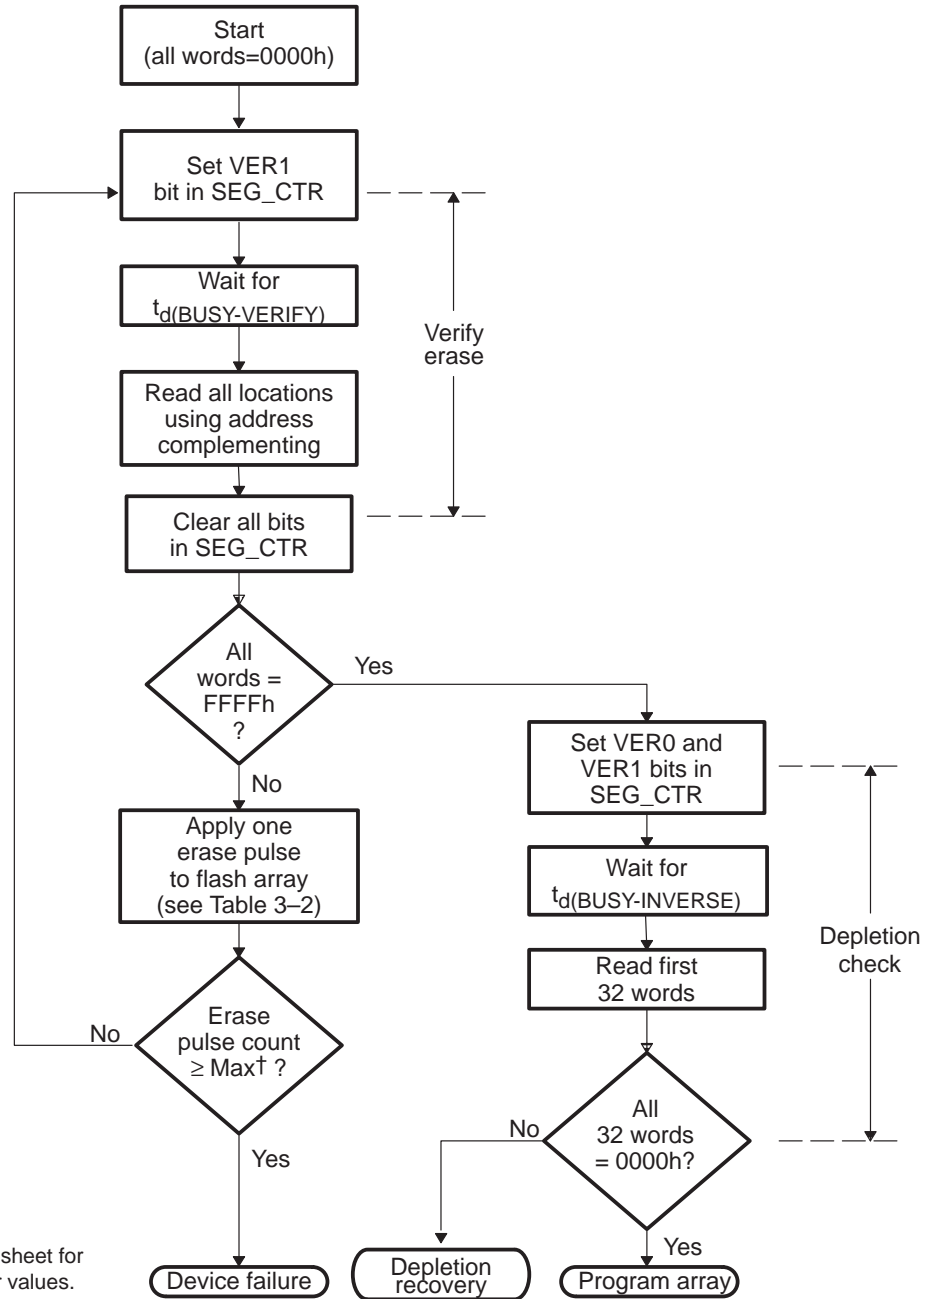 Start
(all words=0000h)
Set VER1
bit in SEG_CTR
Wait for
td(BUSY-VERIFY)
Verify
erase
Read all locations
using address
complementing
Clear all bits
in SEG_CTR
All
words =
FFFFh
?
Yes
No
Set VER0 and
VER1 bits in
SEG_CTR
Apply one
erase pulse
to flash array
(see Table 3–2)
Wait for
td(BUSY-INVERSE)
Depletion
check
Read first
32 words
No
Erase
pulse count
≥ Max† ?
All
32 words
= 0000h?
No
Yes
Yes
sheet for
values.
Device failure
Depletion
recovery
Program array